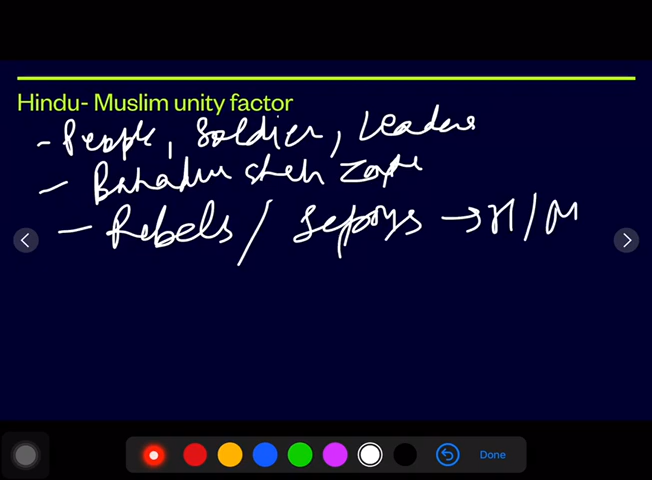 Hindu- Muslim unity factor
- People, Soldier, Leaders
- Bahadur Shah Zafar
- Rebels / Sepoys → H/M
Done